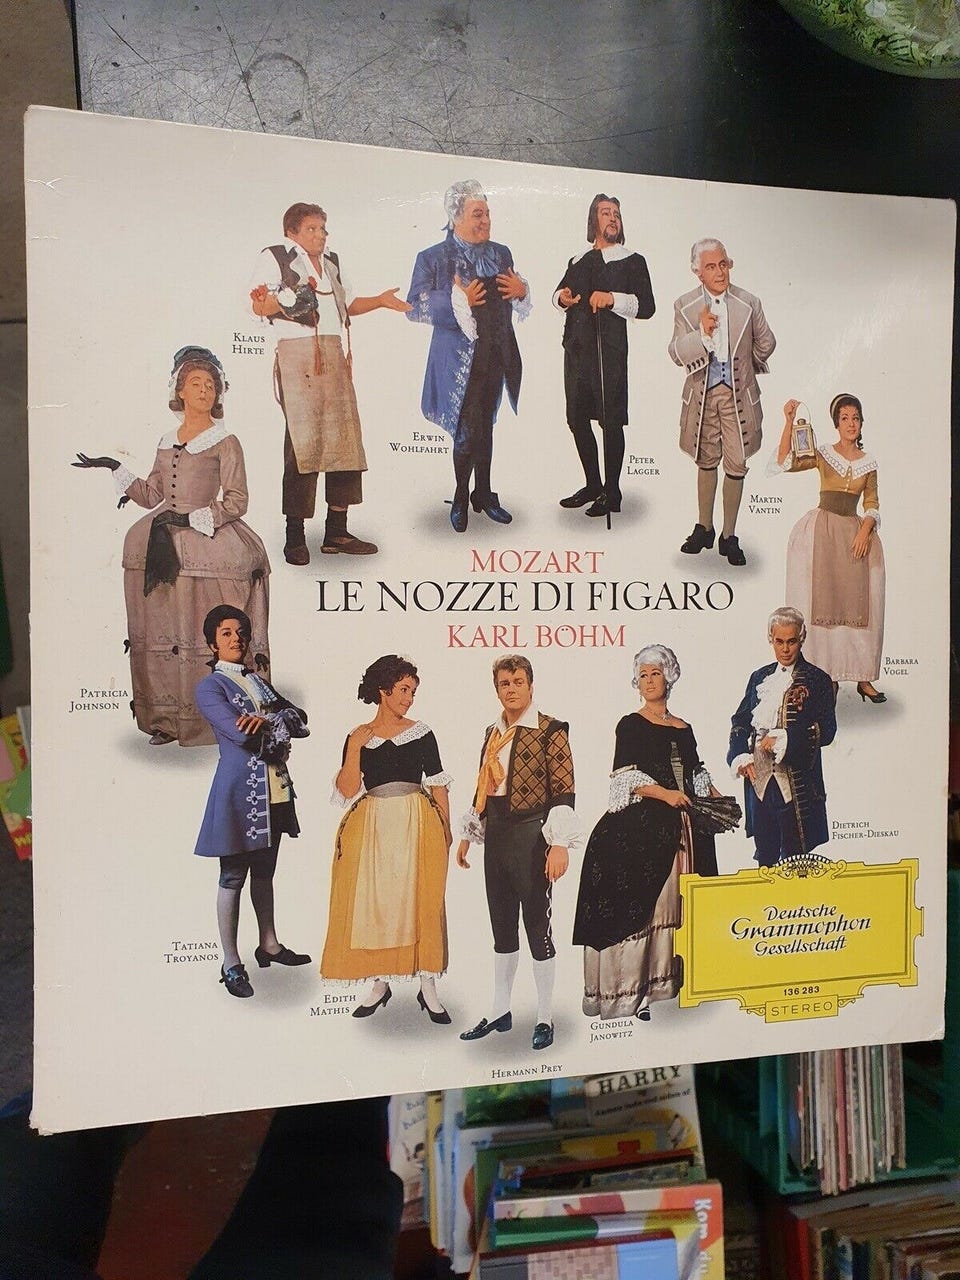 Klaus
Hirte
Erwin
Wohlfahrt
Peter
Lagger
Martin
Vantin
MOZART
LE NOZZE DI FIGARO
KARL BÖHM
Barbara
Vogel
Patricia
Johnson
Dietrich
Fischer-Dieskau
Deutsche
Grammophon
Gesellschaft
136 283
STEREO
Tatiana
Troyanos
Edith
Mathis
Gundula
Janowitz
Hermann Prey
HARRY